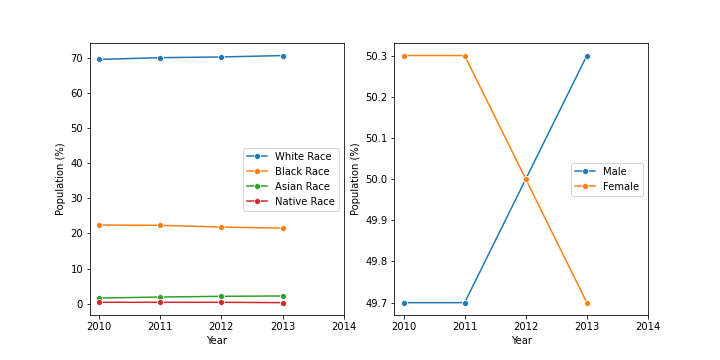 70
60
50
40
30
20
10
0
Population (%)
2010 2011 2012 2013 2014
Year
White Race
Black Race
Asian Race
Native Race
50.3
50.2
50.1
50.0
49.9
49.8
49.7
Population (%)
2010 2011 2012 2013 2014
Year
Male
Female